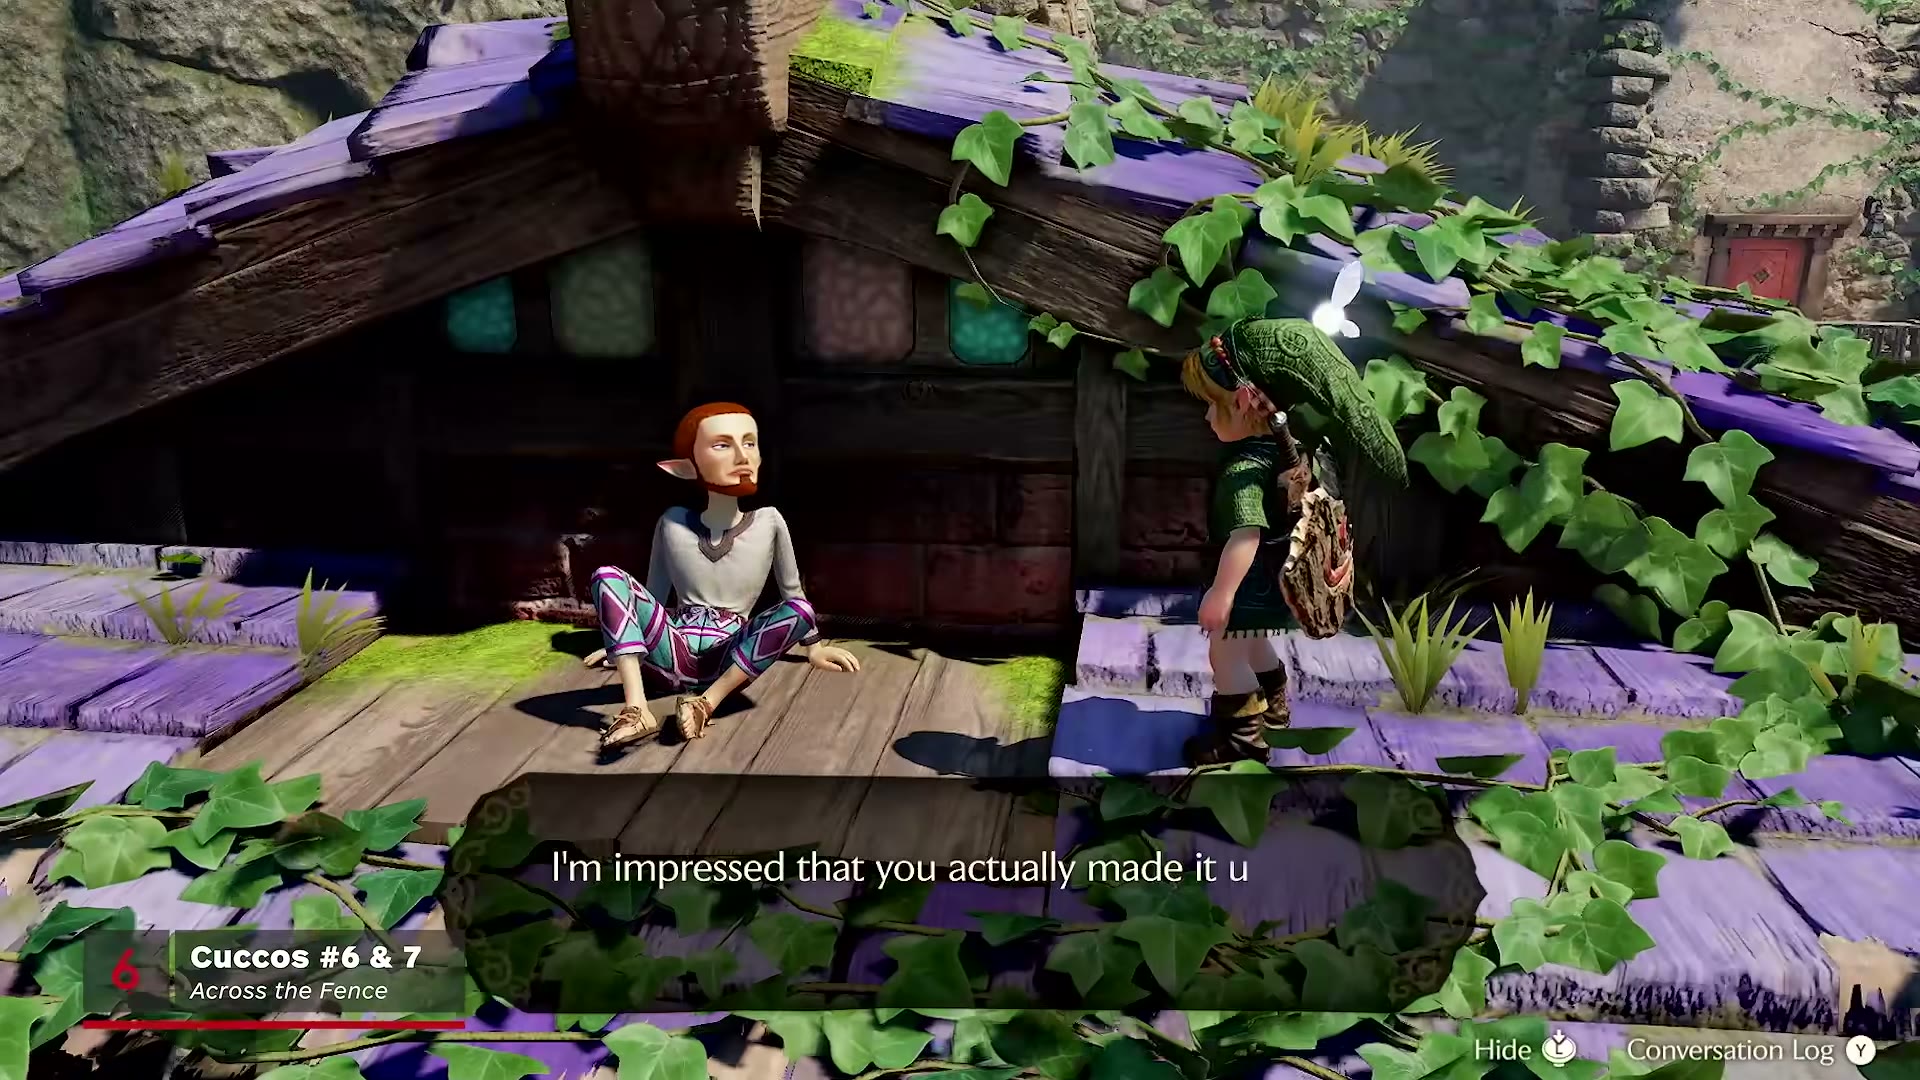 I'm impressed that you actually made it u
6
Cuccos #6 & 7
Across the Fence
Hide L
Conversation Log Y